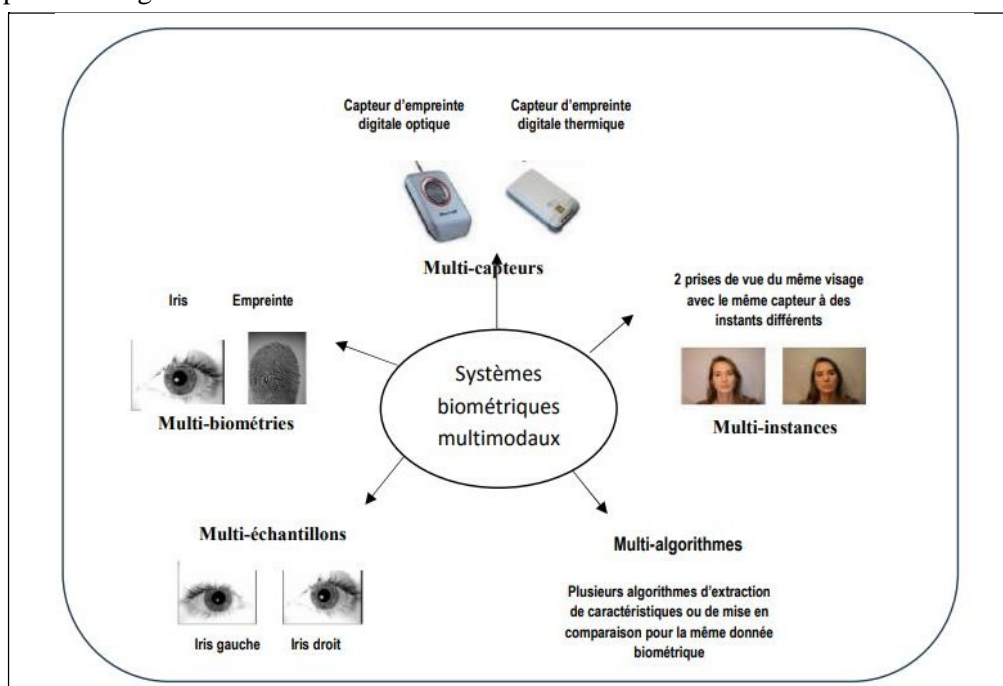 Capteur d'empreinte
digitale optique
Capteur d'empreinte
digitale thermique
Multi-capteurs
2 prises de vue du même visage
avec le même capteur à des
instants différents
Multi-instances
Iris
Empreinte
Multi-biométries
Systèmes
biométriques
multimodaux
Multi-échantillons
Iris gauche
Iris droit
Multi-algorithmes
Plusieurs algorithmes d'extraction
de caractéristiques ou de mise en
comparaison pour la même donnée
biométrique